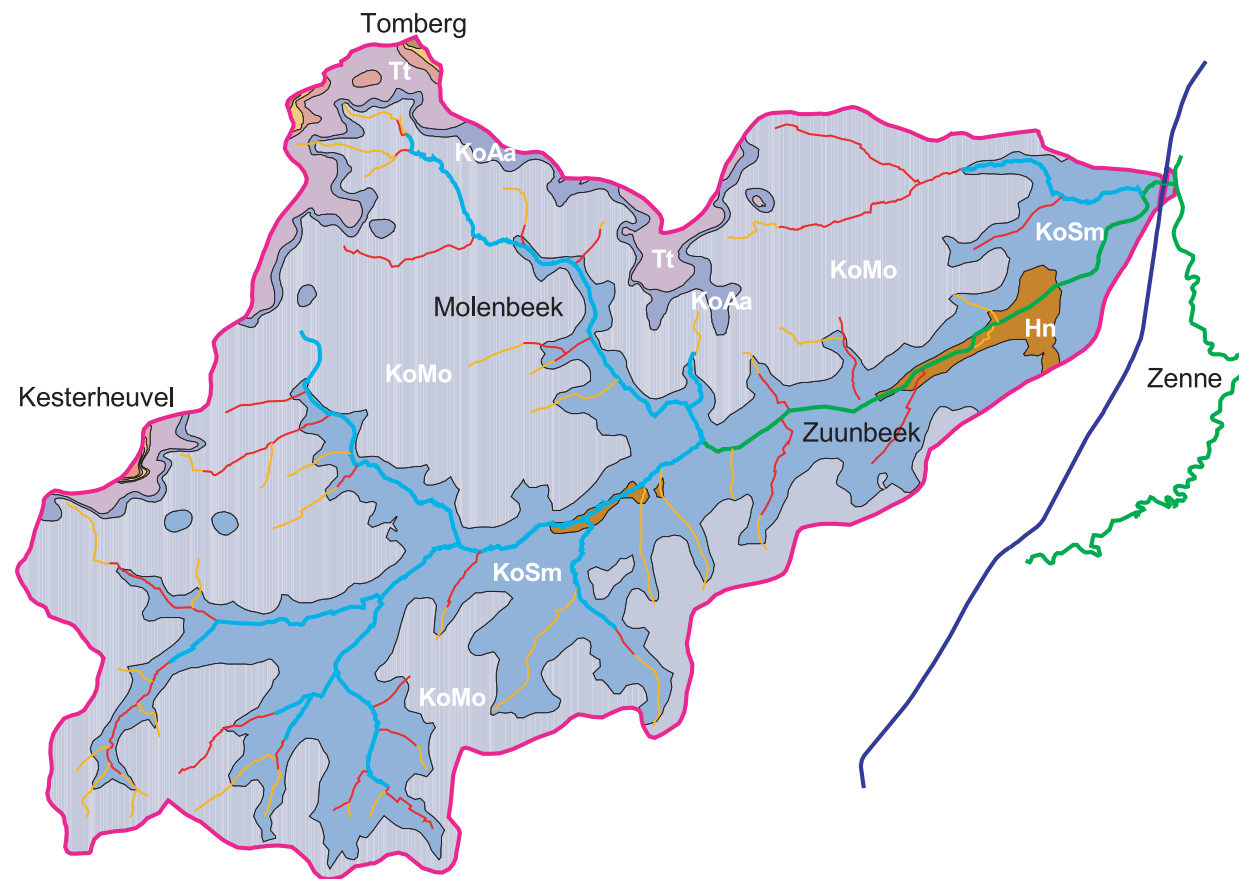 Tomberg
Tt
KoAa
KoSm
Tt
KoMo
KoAa
Molenbeek
Hn
KoMo
Zenne
Kesterheuvel
Zuunbeek
KoSm
KoMo